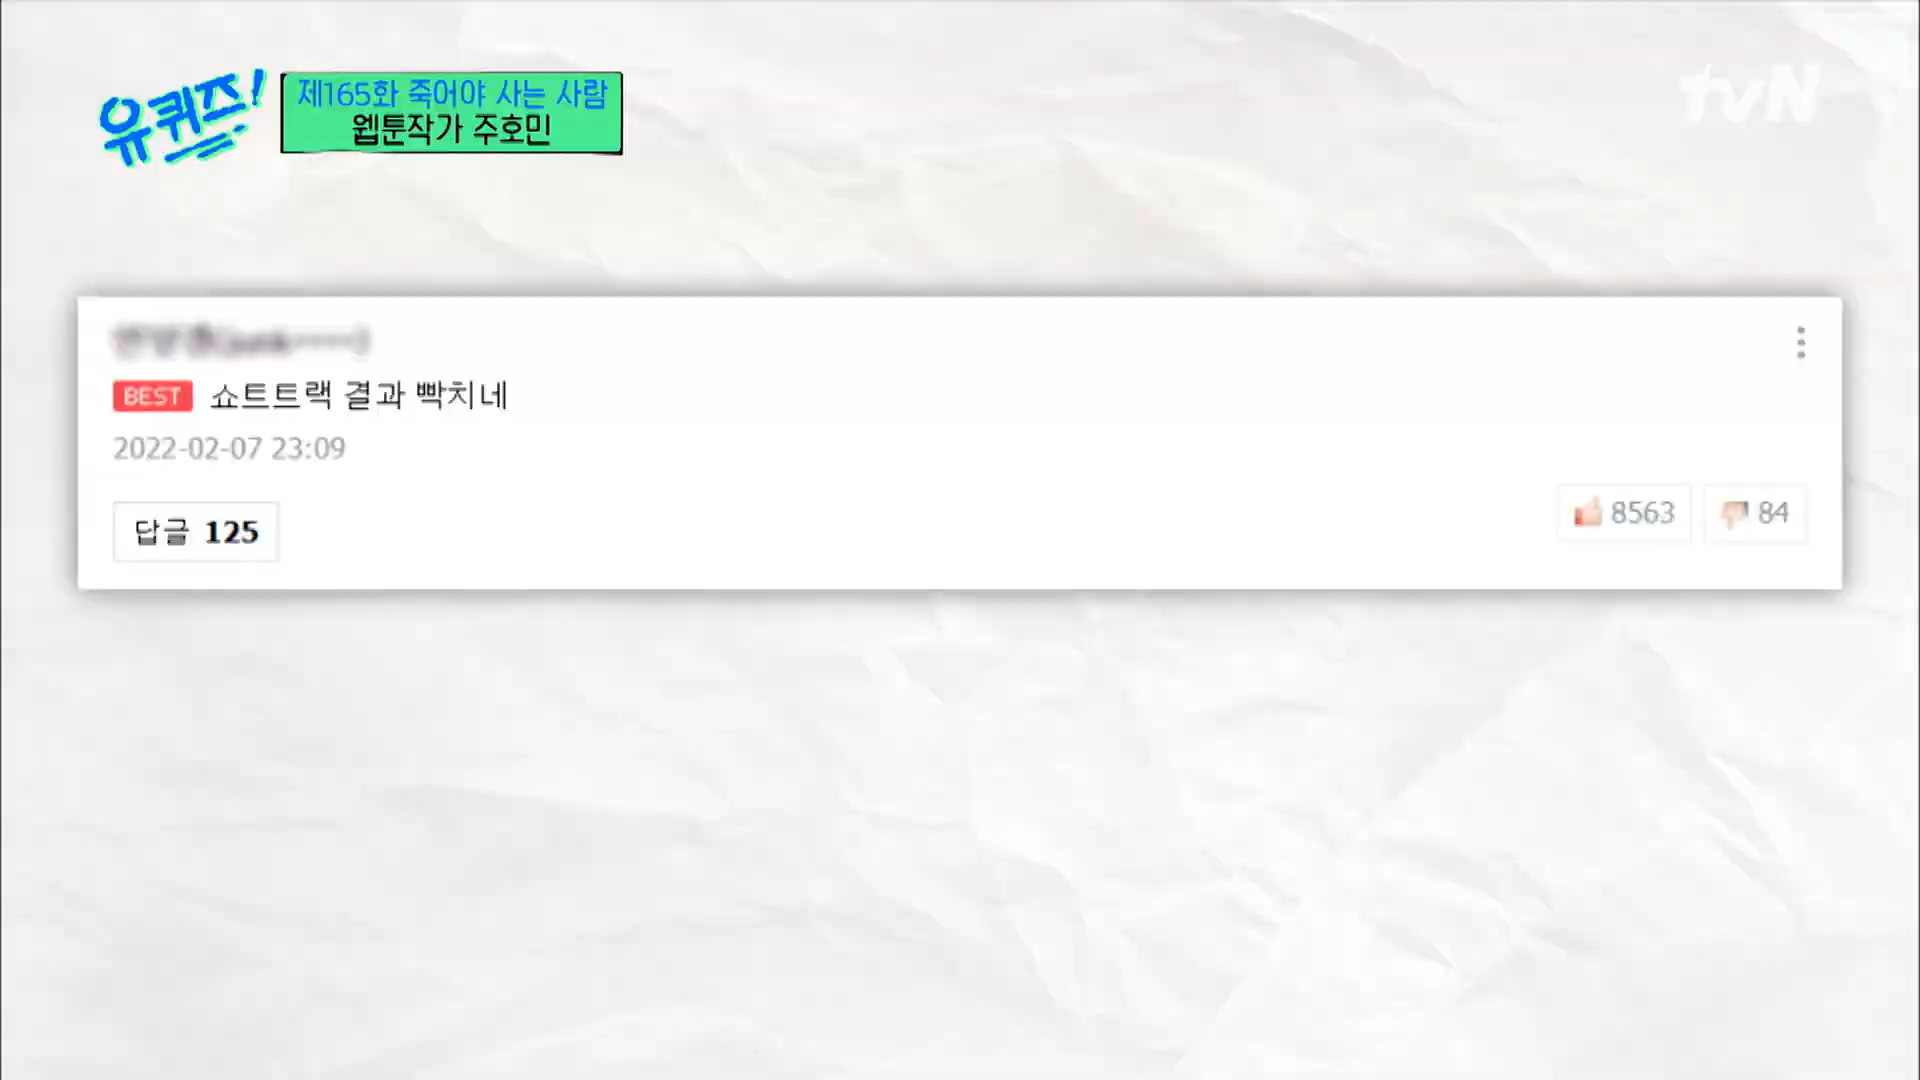 유퀴즈!
제165화 죽어야 사는 사람
웹툰작가 주호민
tvN
BEST 쇼트트랙 결과 빡치네
2022-02-07 23:09
답글 125
8563
84